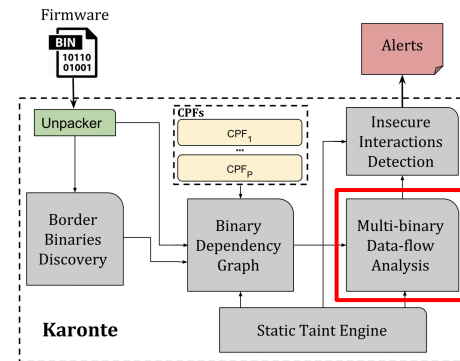 Firmware
BIN
10110
01001
Alerts
Unpacker
CPFs
CPF1
...
CPFP
Insecure
Interactions
Detection
Border
Binaries
Discovery
Binary
Dependency
Graph
Multi-binary
Data-flow
Analysis
Karonte
Static Taint Engine